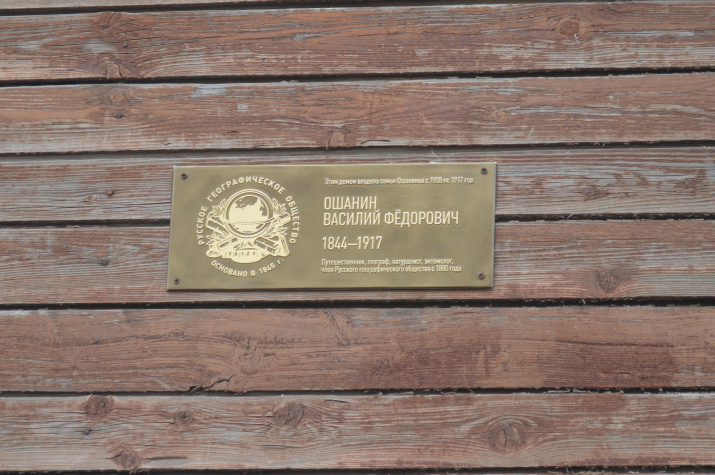 РУССКОЕ ГЕОГРАФИЧЕСКОЕ ОБЩЕСТВО
ОСНОВАНО В 1845 г.
Этим домом владела семья Ошаниных с 1908 по 1917 год
ОШАНИН
ВАСИЛИЙ ФЁДОРОВИЧ
1844—1917
Путешественник, географ, натуралист, энтомолог,
член Русского географического общества с 1880 года